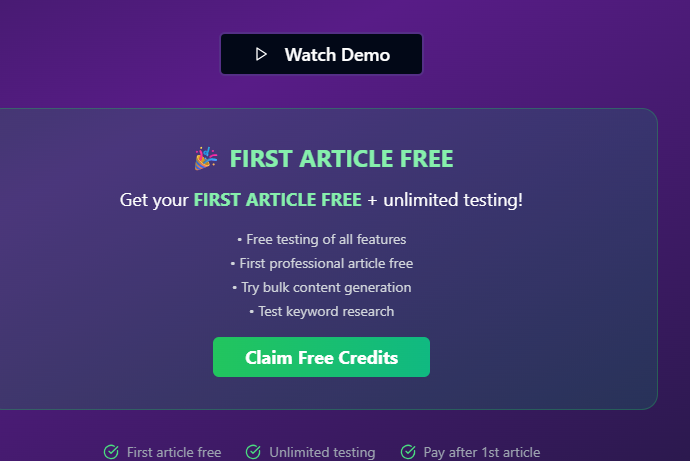 Watch Demo
🎉 FIRST ARTICLE FREE
Get your FIRST ARTICLE FREE + unlimited testing!
• Free testing of all features
• First professional article free
• Try bulk content generation
• Test keyword research
Claim Free Credits
First article free Unlimited testing Pay after 1st article